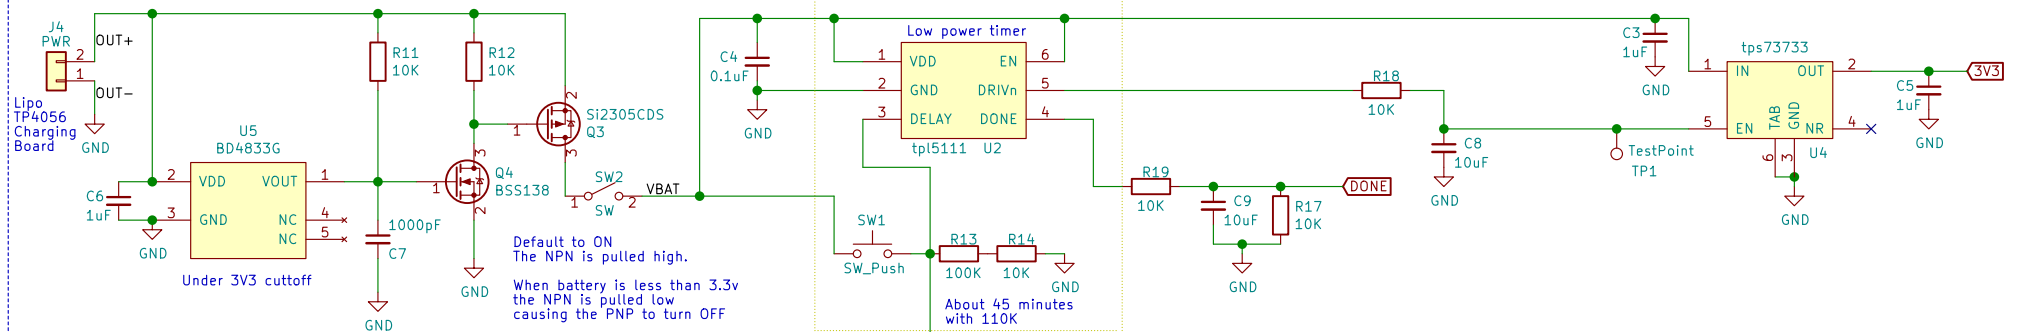 J4
PWR
2
1
OUT+
OUT-
Lipo
TP4056
Charging
Board
GND
C6
1uF
GND
U5
BD4833G
2
VDD
VOUT
1
3
GND
NC
4
NC
5
Under 3V3 cuttoff
R11
10K
1000pF
C7
GND
R12
10K
Q4
BSS138
1
3
2
GND
Si2305CDS
Q3
1
2
3
SW2
1
2
SW
VBAT
Default to ON
The NPN is pulled high.
When battery is less than 3.3v
the NPN is pulled low
causing the PNP to turn OFF
C4
0.1uF
GND
Low power timer
1
VDD
EN
6
2
GND
DRIVn
5
3
DELAY
DONE
4
tpl5111
U2
SW1
SW_Push
R13
100K
R14
10K
GND
About 45 minutes
with 110K
R19
10K
C9
10uF
R17
10K
GND
DONE
R18
10K
C8
10uF
GND
TestPoint
TP1
C3
1uF
GND
tps73733
1
IN
OUT
2
5
EN
TAB
GND
NR
4
6
3
U4
GND
C5
1uF
GND
3V3